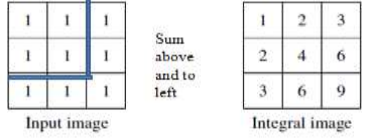 1 1 1
1 1 1
1 1 1
Input image
Sum
above
and to
left
1 2 3
2 4 6
3 6 9
Integral image